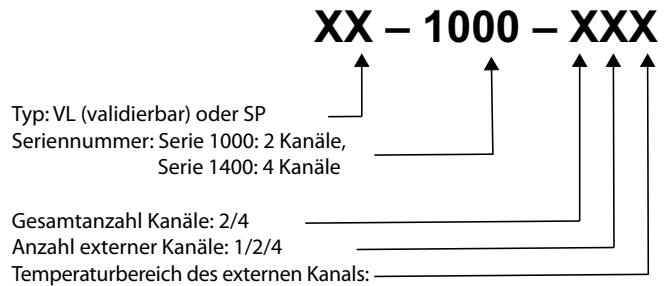 XX – 1000 – XXX
Typ: VL (validierbar) oder SP
Seriennummer: Serie 1000: 2 Kanäle,
Serie 1400: 4 Kanäle
Gesamtanzahl Kanäle: 2/4
Anzahl externer Kanäle: 1/2/4
Temperaturbereich des externen Kanals: